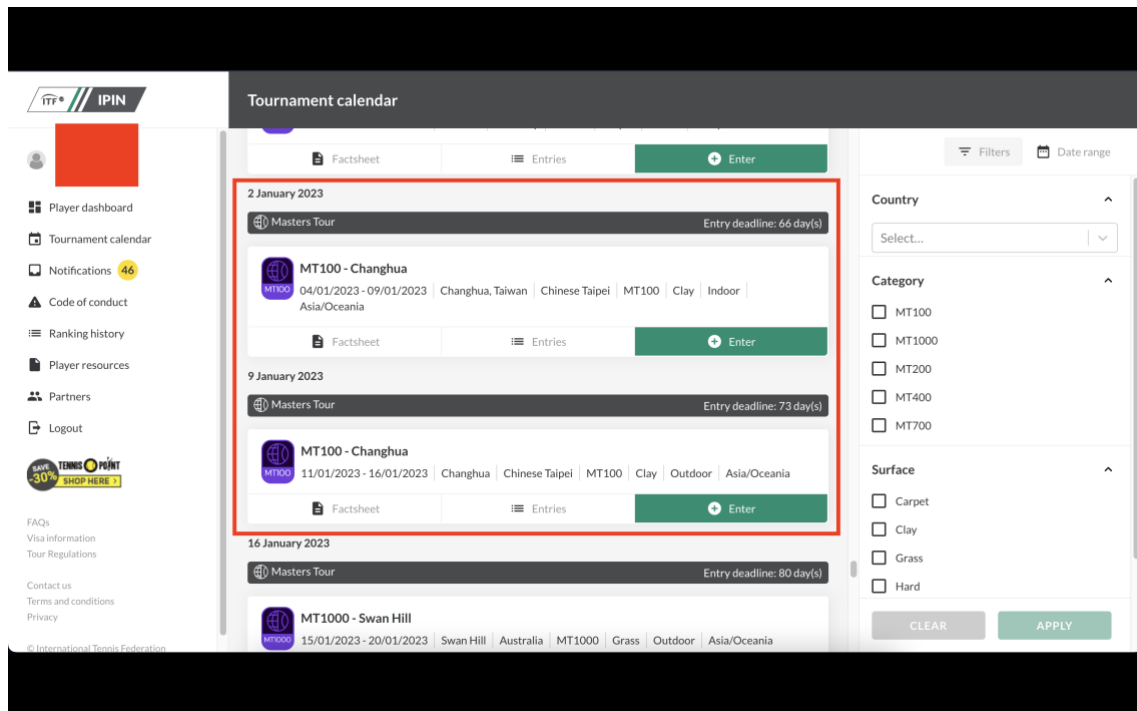 ITF IPIN
Tournament calendar
Player dashboard
Tournament calendar
Notifications 46
Code of conduct
Ranking history
Player resources
Partners
Logout
SAVE -30% TENNIS POINT
SHOP HERE >
FAQs
Visa information
Tour Regulations
Contact us
Terms and conditions
Privacy
© International Tennis Federation
Factsheet Entries Enter
2 January 2023
Masters Tour Entry deadline: 66 day(s)
MT100
MT100 - Changhua
04/01/2023 - 09/01/2023 Changhua, Taiwan Chinese Taipei MT100 Clay Indoor
Asia/Oceania
Factsheet Entries Enter
9 January 2023
Masters Tour Entry deadline: 73 day(s)
MT100
MT100 - Changhua
11/01/2023 - 16/01/2023 Changhua Chinese Taipei MT100 Clay Outdoor Asia/Oceania
Factsheet Entries Enter
16 January 2023
Masters Tour Entry deadline: 80 day(s)
MT1000
MT1000 - Swan Hill
15/01/2023 - 20/01/2023 Swan Hill Australia MT1000 Grass Outdoor Asia/Oceania
Filters Date range
Country
Select...
Category
MT100
MT1000
MT200
MT400
MT700
Surface
Carpet
Clay
Grass
Hard
CLEAR APPLY